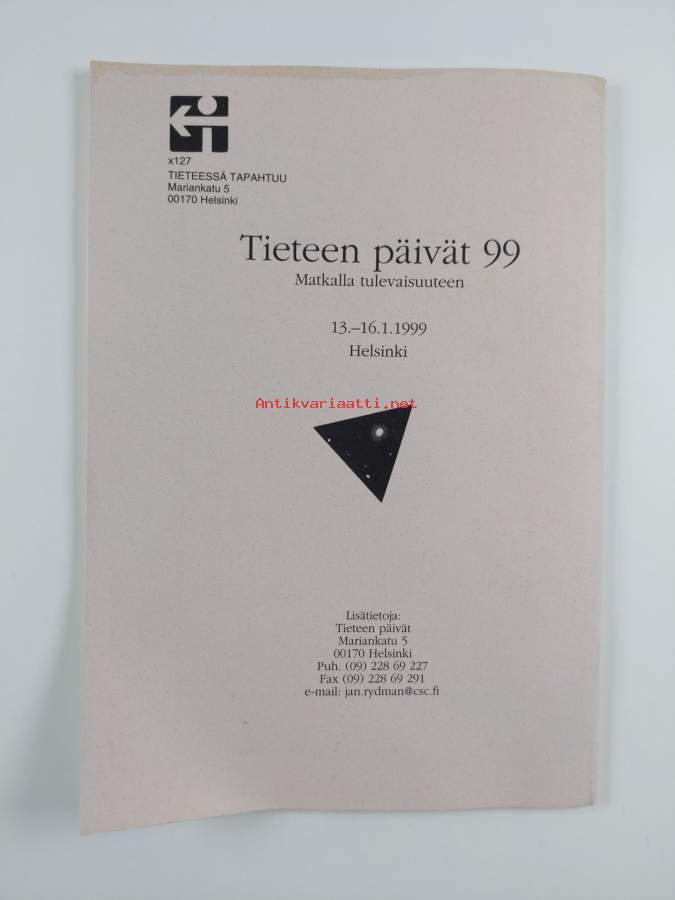 x127
TIETEESSÄ TAPAHTUU
Mariankatu 5
00170 Helsinki
Tieteen päivät 99
Matkalla tulevaisuuteen
13.–16.1.1999
Helsinki
Antikvariaatti.net
Lisätietoja:
Tieteen päivät
Mariankatu 5
00170 Helsinki
Puh. (09) 228 69 227
Fax (09) 228 69 291
e-mail: jan.rydman@csc.fi